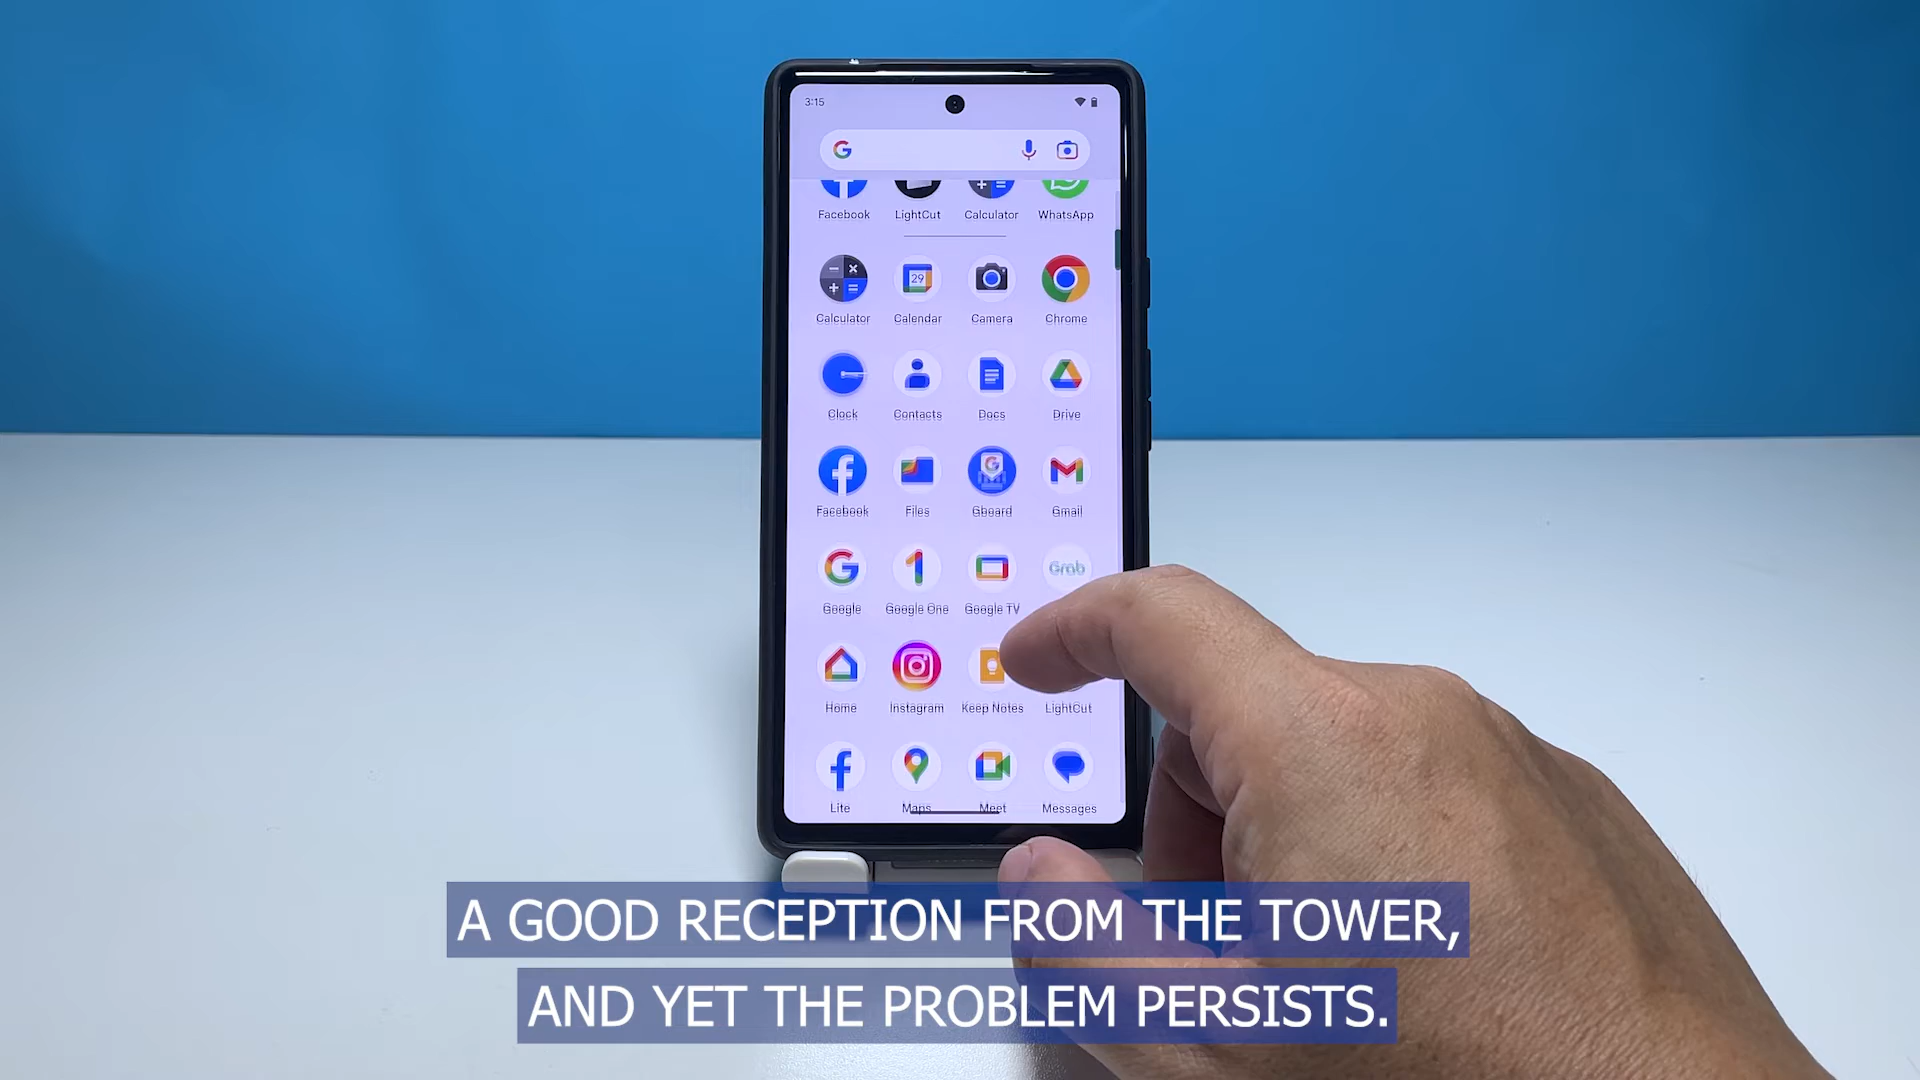 3:15
Facebook LightCut Calculator WhatsApp
29
Calculator Calendar Camera Chrome
Clock Contacts Docs Drive
Facebook Files Gboard Gmail
Grab
Google Google One Google TV
Home Instagram Keep Notes LightCut
Lite Maps Meet Messages
A GOOD RECEPTION FROM THE TOWER,
AND YET THE PROBLEM PERSISTS.